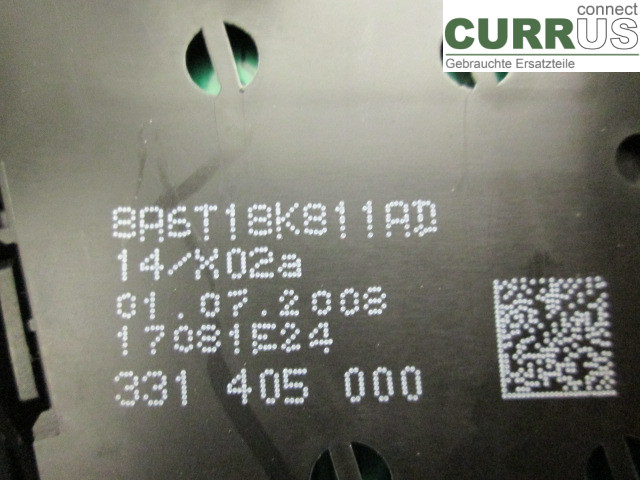 connect
CURRUS
Gebrauchte Ersatzteile
8A6T18K811AD
14/X02a
01.07.2008
17081E24
331 405 000